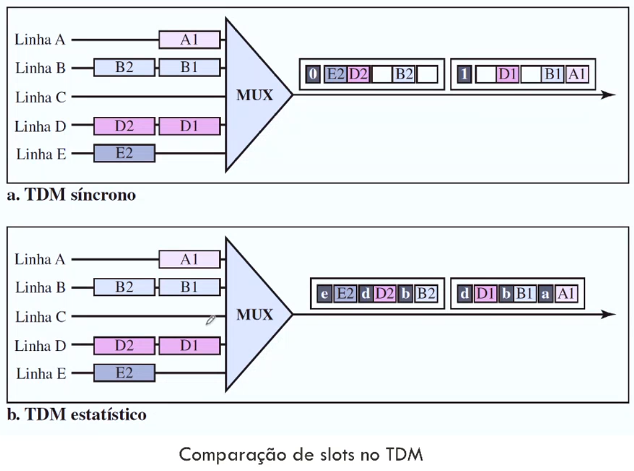 Linha A A1
Linha B B2 B1
Linha C
Linha D D2 D1
Linha E E2
MUX
0 E2 D2 B2
1 D1 B1 A1
a. TDM síncrono
Linha A A1
Linha B B2 B1
Linha C
Linha D D2 D1
Linha E E2
MUX
e E2 d D2 b B2
d D1 b B1 a A1
b. TDM estatístico
Comparação de slots no TDM